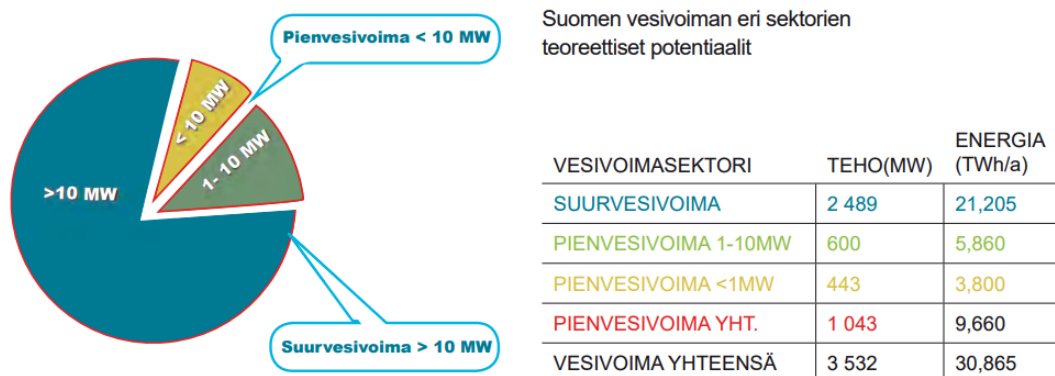 Pienvesivoima < 10 MW
< 10 MW
1- 10 MW
>10 MW
Suurvesivoima > 10 MW
Suomen vesivoiman eri sektorien
teoreettiset potentiaalit
VESIVOIMASEKTORI TEHO(MW) ENERGIA (TWh/a)
SUURVESIVOIMA 2 489 21,205
PIENVESIVOIMA 1-10MW 600 5,860
PIENVESIVOIMA <1MW 443 3,800
PIENVESIVOIMA YHT. 1 043 9,660
VESIVOIMA YHTEENSÄ 3 532 30,865